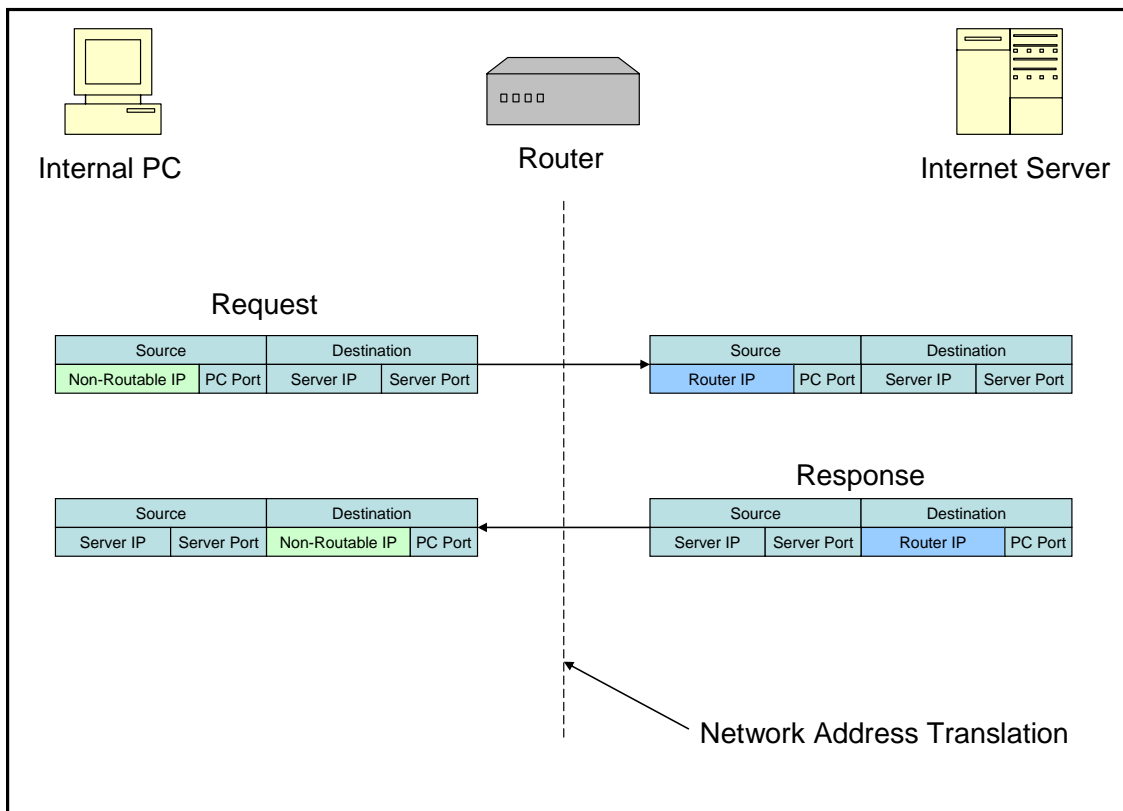 Internal PC
Router
Internet Server
Request
Source Destination
Non-Routable IP PC Port Server IP Server Port
Source Destination
Router IP PC Port Server IP Server Port
Response
Source Destination
Server IP Server Port Non-Routable IP PC Port
Source Destination
Server IP Server Port Router IP PC Port
Network Address Translation